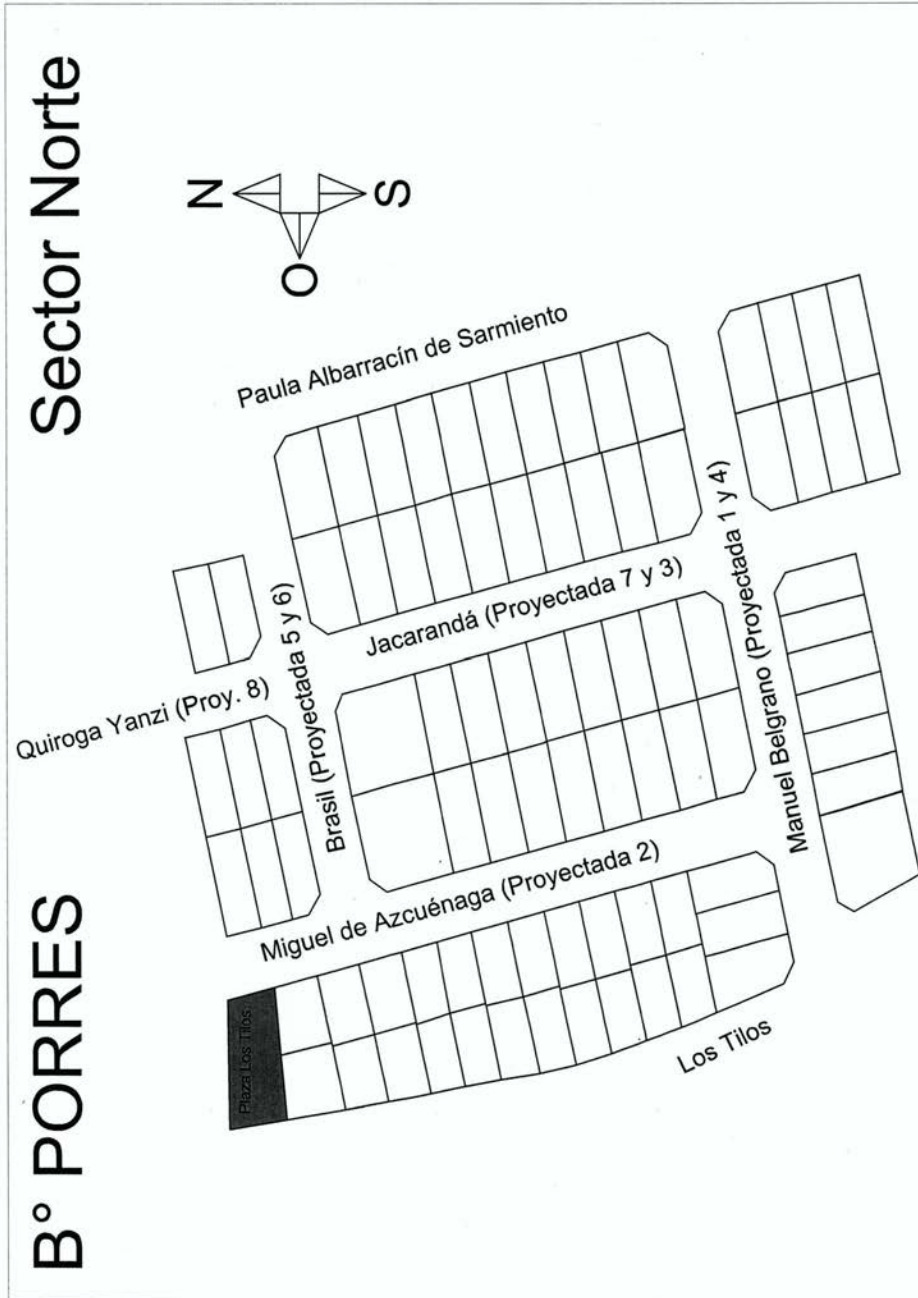 B° PORRES
Sector Norte
N
O
S
Paula Albarracín de Sarmiento
Quiroga Yanzi (Proy. 8)
Brasil (Proyectada 5 y 6)
Jacarandá (Proyectada 7 y 3)
Manuel Belgrano (Proyectada 1 y 4)
Miguel de Azcuénaga (Proyectada 2)
Plaza Los Tilos
Los Tilos